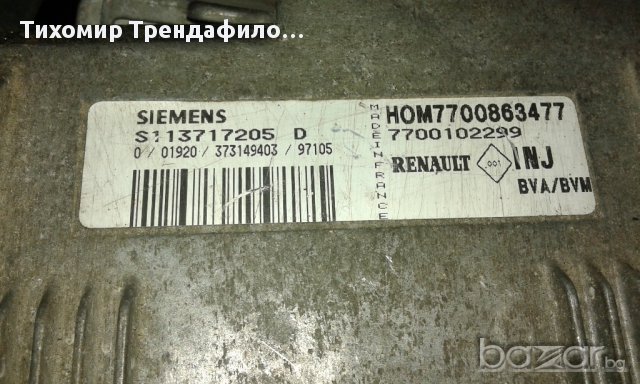 Тихомир Трендафило...
SIEMENS
S113717205 D
0 / 01920 / 373149403 / 97105
MADE IN FRANCE
HOM7700863477
7700102299
RENAULT 001 INJ
BVA/BVM
bazar.bg